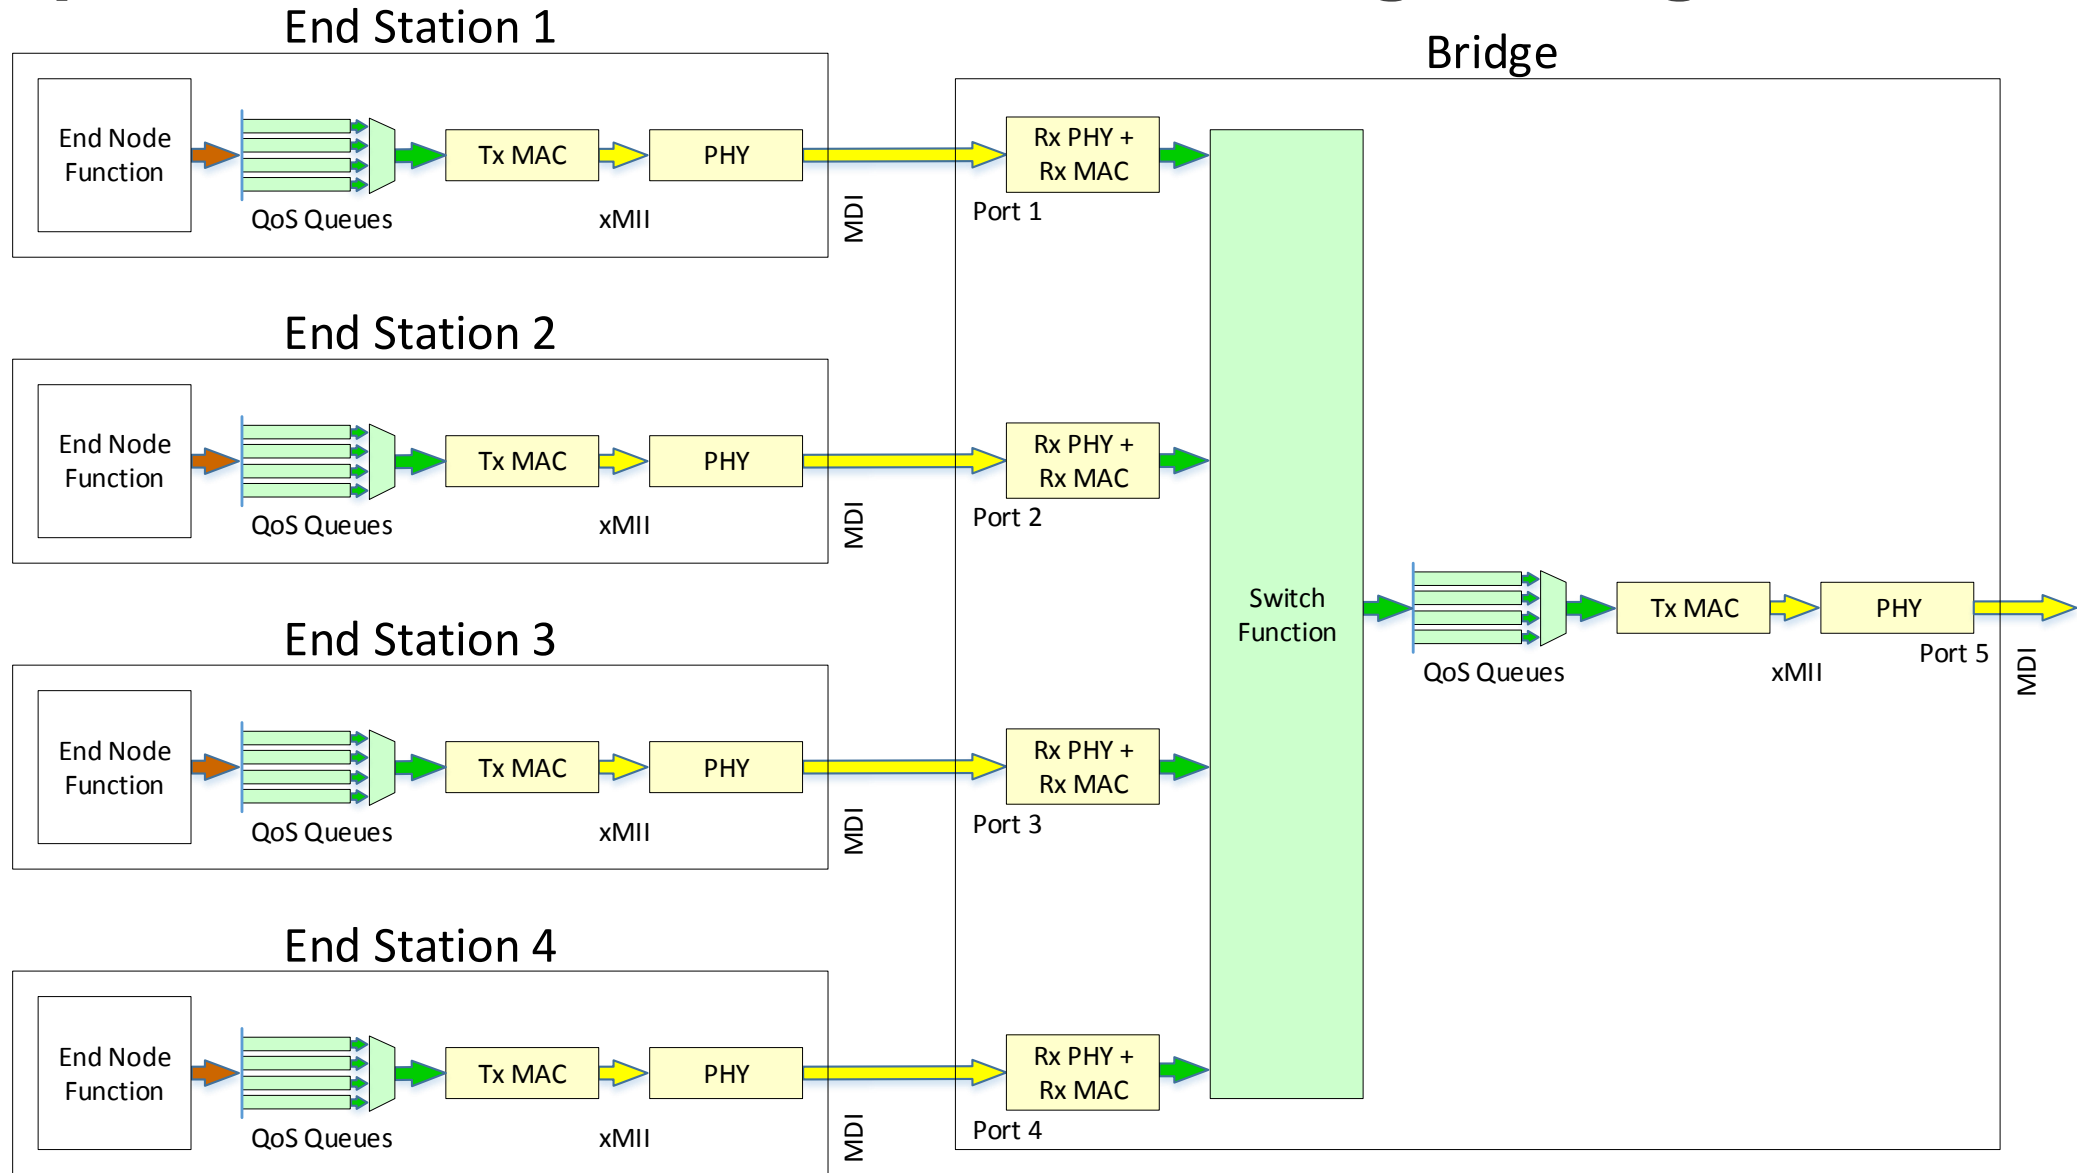 End Station 1
End Node
Function
QoS Queues
Tx MAC
xMII
PHY
MDI
End Station 2
End Node
Function
QoS Queues
Tx MAC
xMII
PHY
MDI
End Station 3
End Node
Function
QoS Queues
Tx MAC
xMII
PHY
MDI
End Station 4
End Node
Function
QoS Queues
Tx MAC
xMII
PHY
MDI
Bridge
Rx PHY +
Rx MAC
Port 1
Rx PHY +
Rx MAC
Port 2
Rx PHY +
Rx MAC
Port 3
Rx PHY +
Rx MAC
Port 4
Switch
Function
QoS Queues
Tx MAC
xMII
PHY
Port 5
MDI